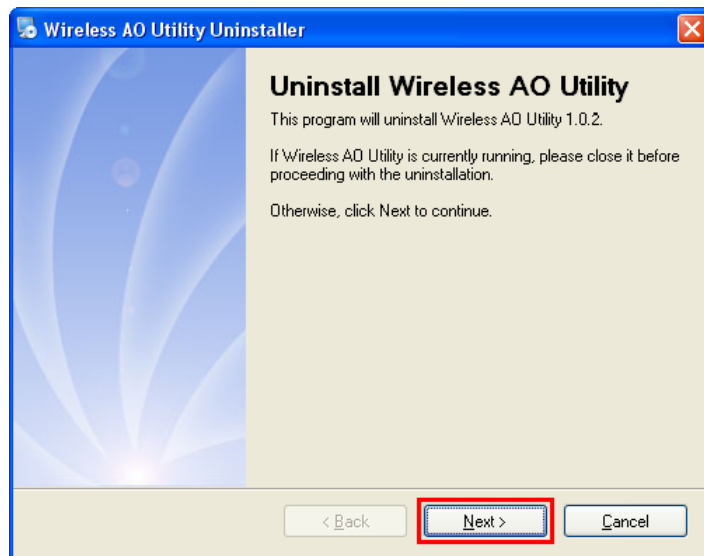 Wireless AO Utility Uninstaller
Uninstall Wireless AO Utility
This program will uninstall Wireless AO Utility 1.0.2.
If Wireless AO Utility is currently running, please close it before
proceeding with the uninstallation.
Otherwise, click Next to continue.
< Back
Next >
Cancel